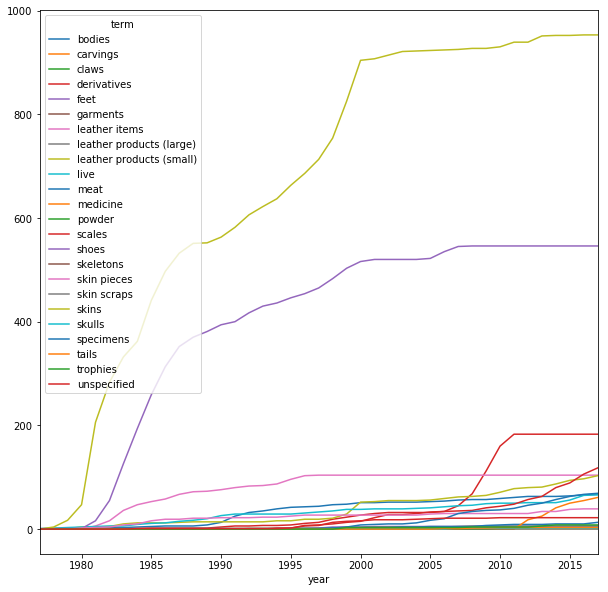 1000
800
600
400
200
0
term
bodies
carvings
claws
derivatives
feet
garments
leather items
leather products (large)
leather products (small)
live
meat
medicine
powder
scales
shoes
skeletons
skin pieces
skin scraps
skins
skulls
specimens
tails
trophies
unspecified
1980 1985 1990 1995 2000 2005 2010 2015
year